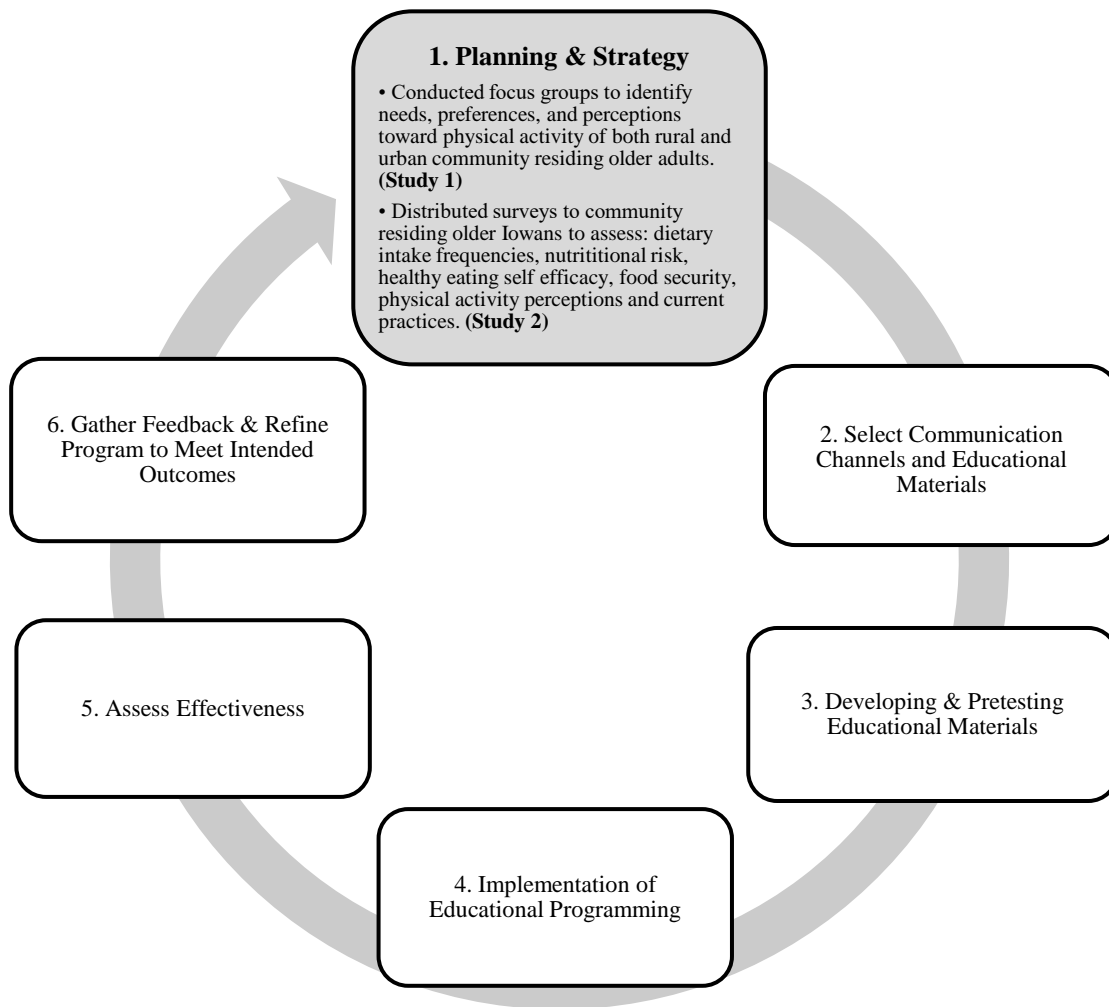 1. Planning & Strategy
• Conducted focus groups to identify
needs, preferences, and perceptions
toward physical activity of both rural and
urban community residing older adults.
(Study 1)
• Distributed surveys to community
residing older Iowans to assess: dietary
intake frequencies, nutrititional risk,
healthy eating self efficacy, food security,
physical activity perceptions and current
practices. (Study 2)
2. Select Communication
Channels and Educational
Materials
3. Developing & Pretesting
Educational Materials
4. Implementation of
Educational Programming
5. Assess Effectiveness
6. Gather Feedback & Refine
Program to Meet Intended
Outcomes